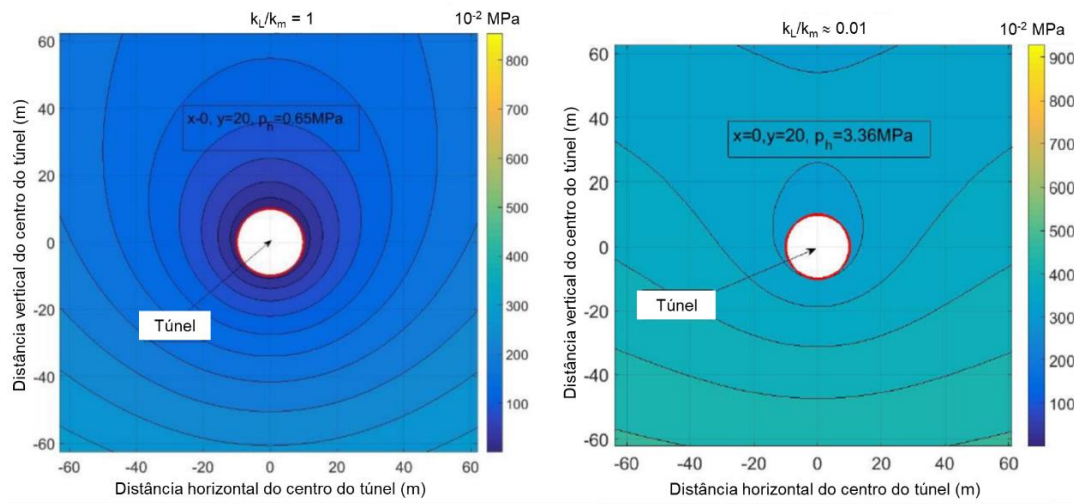 k_L/k_m = 1
10⁻² MPa
60
40
20
0
-20
-40
-60
Distância vertical do centro do túnel (m)
x-0, y=20, p_h=0.65MPa
Túnel
-60 -40 -20 0 20 40 60
Distância horizontal do centro do túnel (m)
800
700
600
500
400
300
200
100
k_L/k_m ≈ 0.01
10⁻² MPa
60
40
20
0
-20
-40
-60
Distância vertical do centro do túnel (m)
x=0,y=20, p_h=3.36MPa
Túnel
-60 -40 -20 0 20 40 60
Distância horizontal do centro do túnel (m)
900
800
700
600
500
400
300
200
100